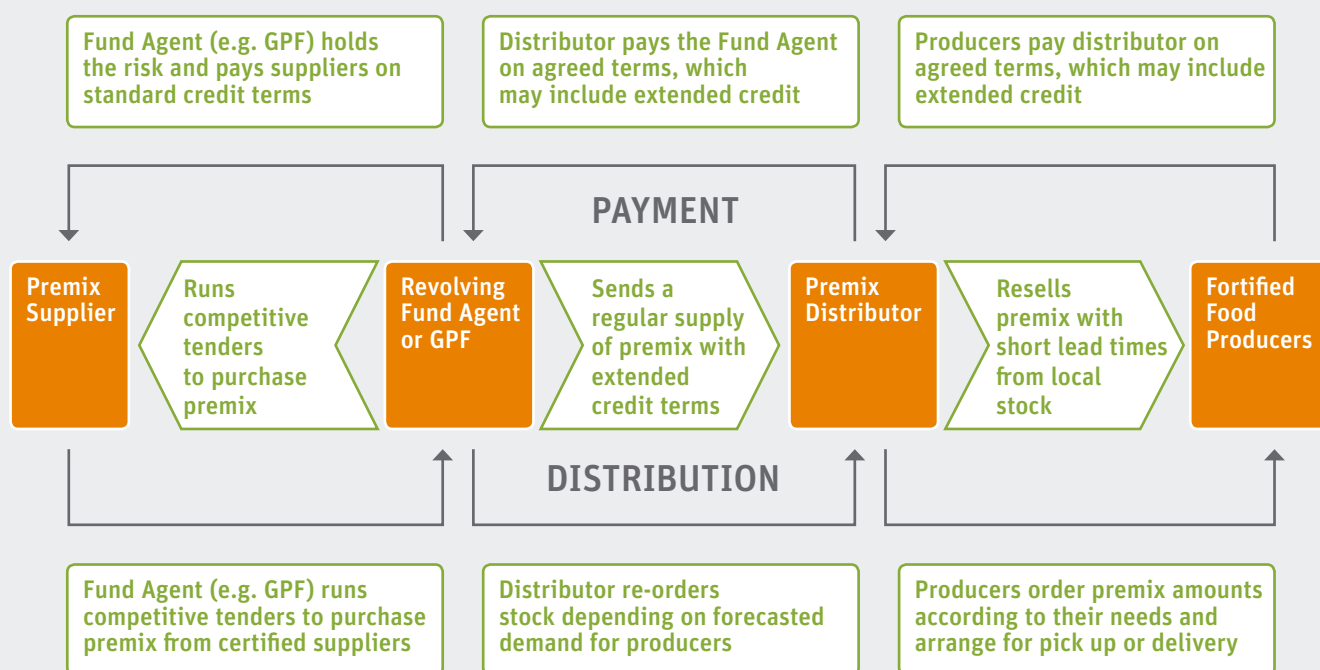 Fund Agent (e.g. GPF) holds
the risk and pays suppliers on
standard credit terms
Distributor pays the Fund Agent
on agreed terms, which
may include extended credit
Producers pay distributor on
agreed terms, which may include
extended credit
PAYMENT
Premix
Supplier
Runs
competitive
tenders
to purchase
premix
Revolving
Fund Agent
or GPF
Sends a
regular supply
of premix with
extended
credit terms
Premix
Distributor
Resells
premix with
short lead times
from local
stock
Fortified
Food
Producers
DISTRIBUTION
Fund Agent (e.g. GPF) runs
competitive tenders to purchase
premix from certified suppliers
Distributor re-orders
stock depending on forecasted
demand for producers
Producers order premix amounts
according to their needs and
arrange for pick up or delivery